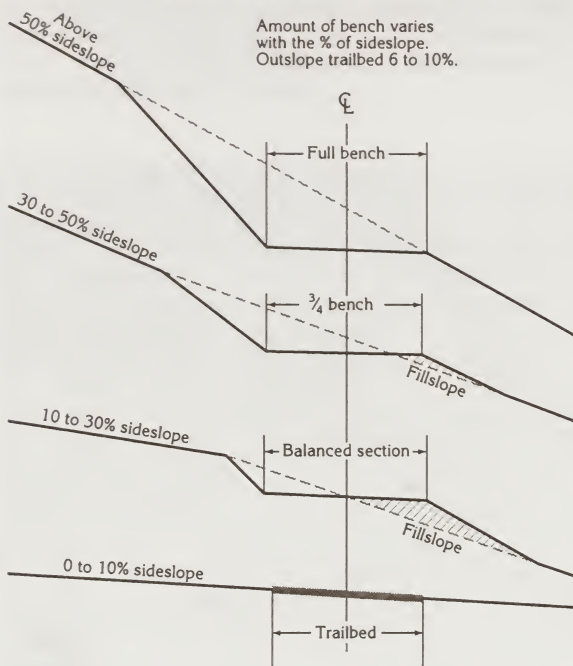 Above
50% sideslope
Amount of bench varies
with the % of sideslope.
Outslope trailbed 6 to 10%.
℄
Full bench
30 to 50% sideslope
¾ bench
Fillslope
10 to 30% sideslope
Balanced section
Fillslope
0 to 10% sideslope
Trailbed